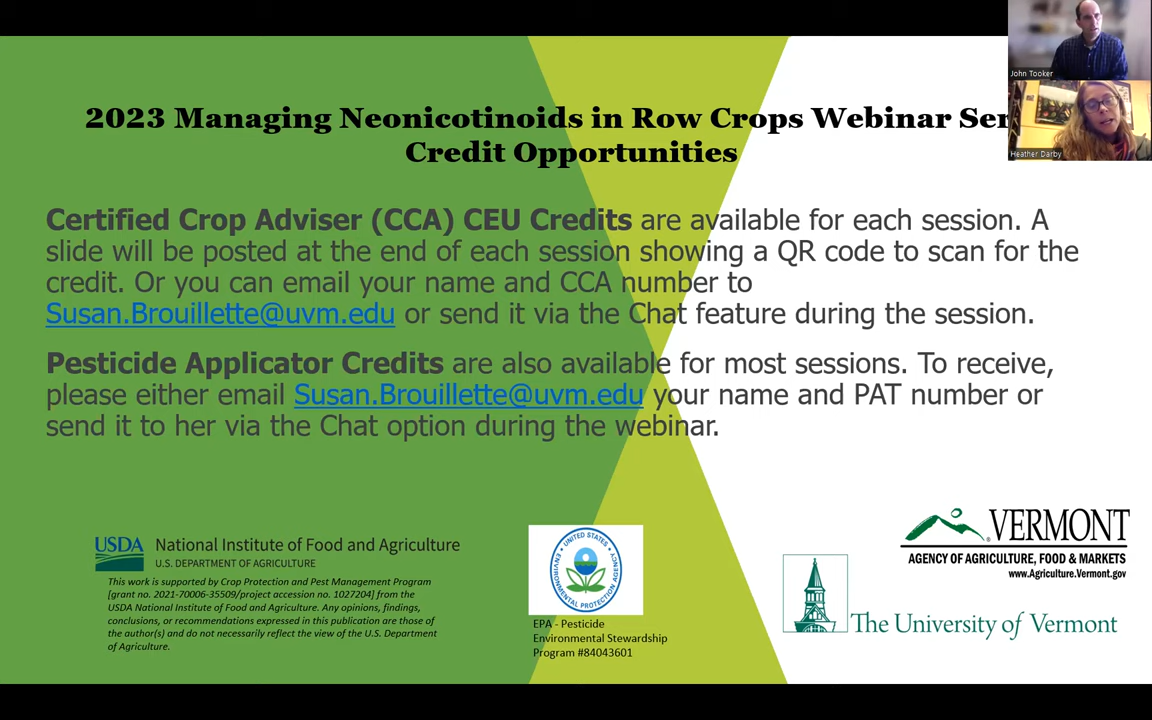 2023 Managing Neonicotinoids in Row Crops Webinar Ser
Credit Opportunities
John Tooker
Heather Darby
Certified Crop Adviser (CCA) CEU Credits are available for each session. A
slide will be posted at the end of each session showing a QR code to scan for the
credit. Or you can email your name and CCA number to
Susan.Brouillette@uvm.edu or send it via the Chat feature during the session.
Pesticide Applicator Credits are also available for most sessions. To receive,
please either email Susan.Brouillette@uvm.edu your name and PAT number or
send it to her via the Chat option during the webinar.
USDA National Institute of Food and Agriculture
U.S. DEPARTMENT OF AGRICULTURE
This work is supported by Crop Protection and Pest Management Program
[grant no. 2021-70006-35509/project accession no. 1027204] from the
USDA National Institute of Food and Agriculture. Any opinions, findings,
conclusions, or recommendations expressed in this publication are those of
the author(s) and do not necessarily reflect the view of the U.S. Department
of Agriculture.
UNITED STATES
ENVIRONMENTAL PROTECTION AGENCY
EPA - Pesticide
Environmental Stewardship
Program #84043601
VERMONT
AGENCY OF AGRICULTURE, FOOD & MARKETS
www.Agriculture.Vermont.gov
The University of Vermont